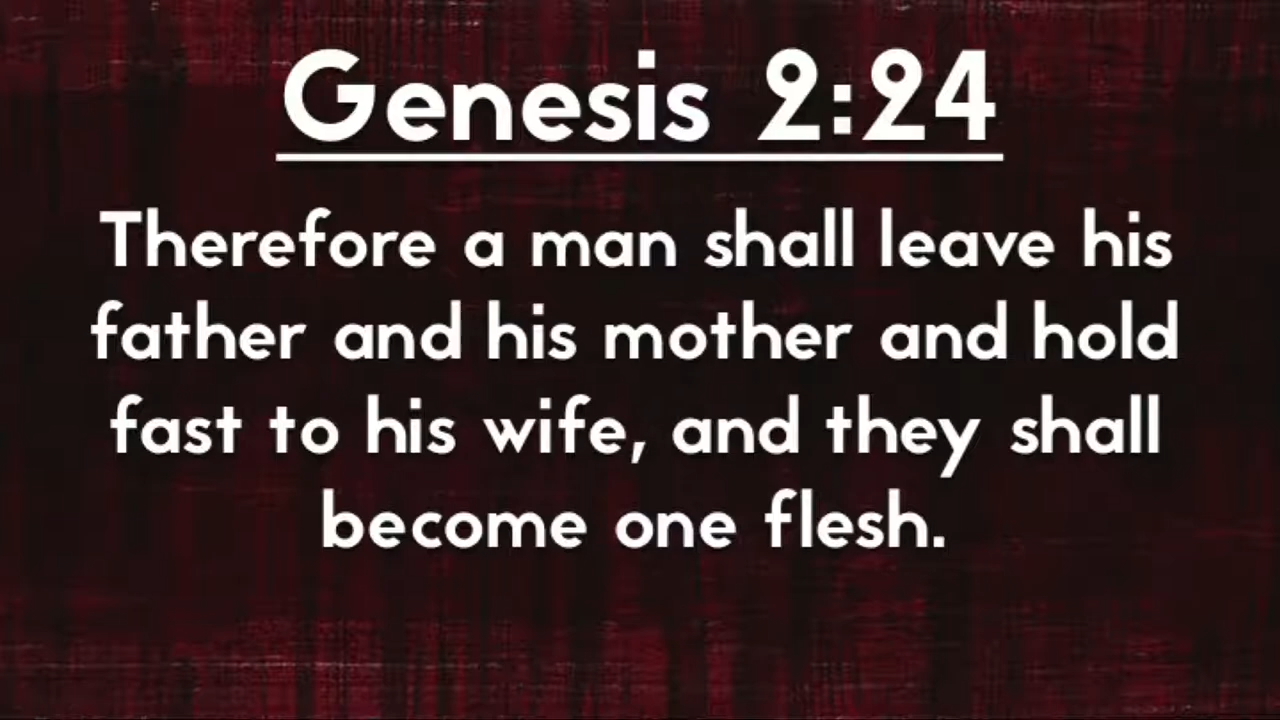 Genesis 2:24
Therefore a man shall leave his
father and his mother and hold
fast to his wife, and they shall
become one flesh.